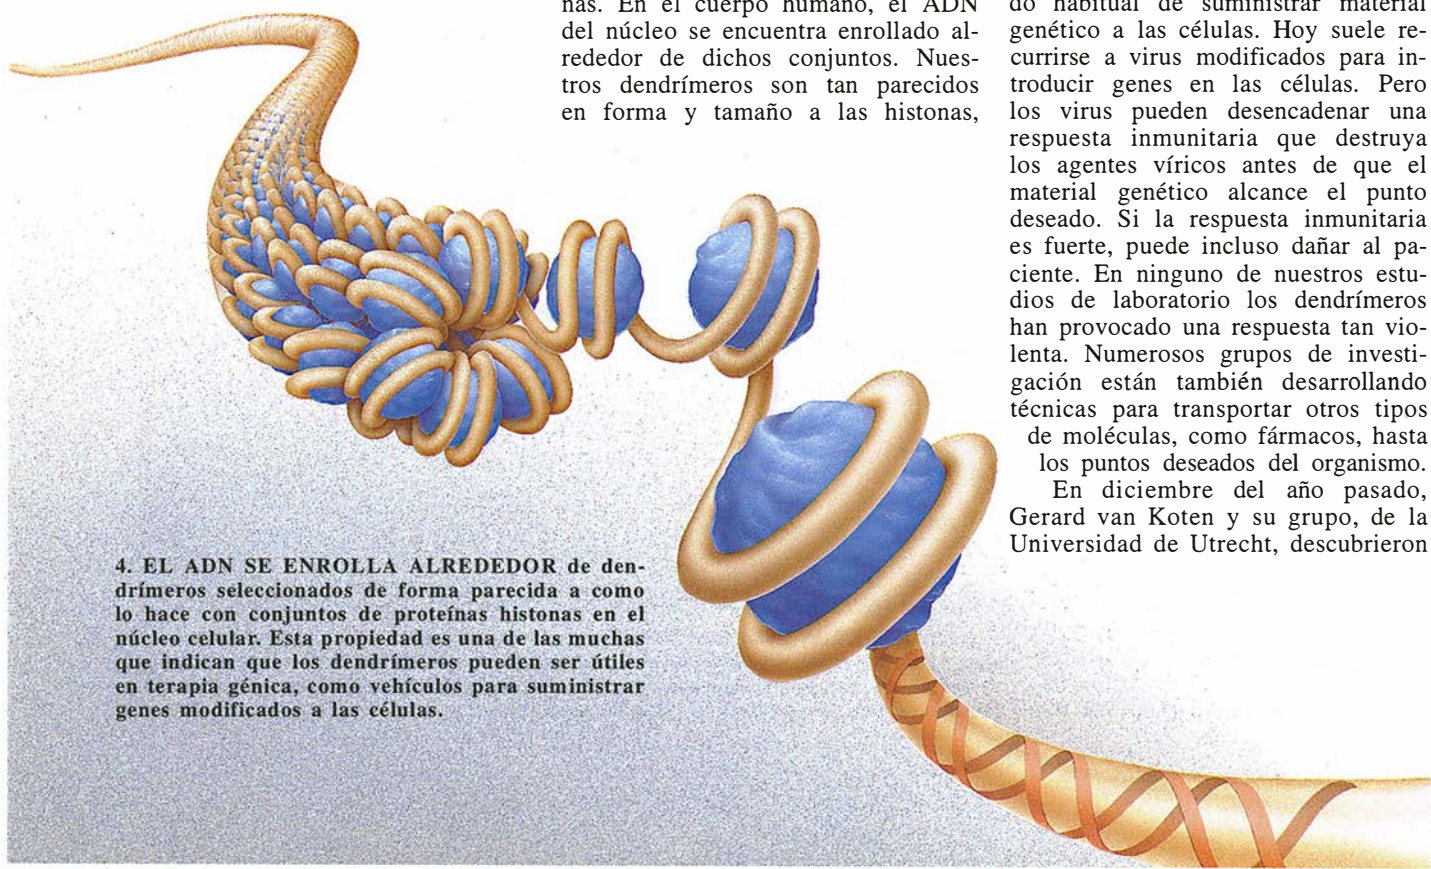 nas. En el cuerpo humano, el ADN
del núcleo se encuentra enrollado al-
rededor de dichos conjuntos. Nues-
tros dendrímeros son tan parecidos
en forma y tamaño a las histonas,
do habitual de suministrar material
genético a las células. Hoy suele re-
currirse a virus modificados para in-
troducir genes en las células. Pero
los virus pueden desencadenar una
respuesta inmunitaria que destruya
los agentes víricos antes de que el
material genético alcance el punto
deseado. Si la respuesta inmunitaria
es fuerte, puede incluso dañar al pa-
ciente. En ninguno de nuestros estu-
dios de laboratorio los dendrímeros
han provocado una respuesta tan vio-
lenta. Numerosos grupos de investi-
gación están también desarrollando
técnicas para transportar otros tipos
de moléculas, como fármacos, hasta
los puntos deseados del organismo.
En diciembre del año pasado,
Gerard van Koten y su grupo, de la
Universidad de Utrecht, descubrieron
4. EL ADN SE ENROLLA ALREDEDOR de den-
drímeros seleccionados de forma parecida a como
lo hace con conjuntos de proteínas histonas en el
núcleo celular. Esta propiedad es una de las muchas
que indican que los dendrímeros pueden ser útiles
en terapia génica, como vehículos para suministrar
genes modificados a las células.